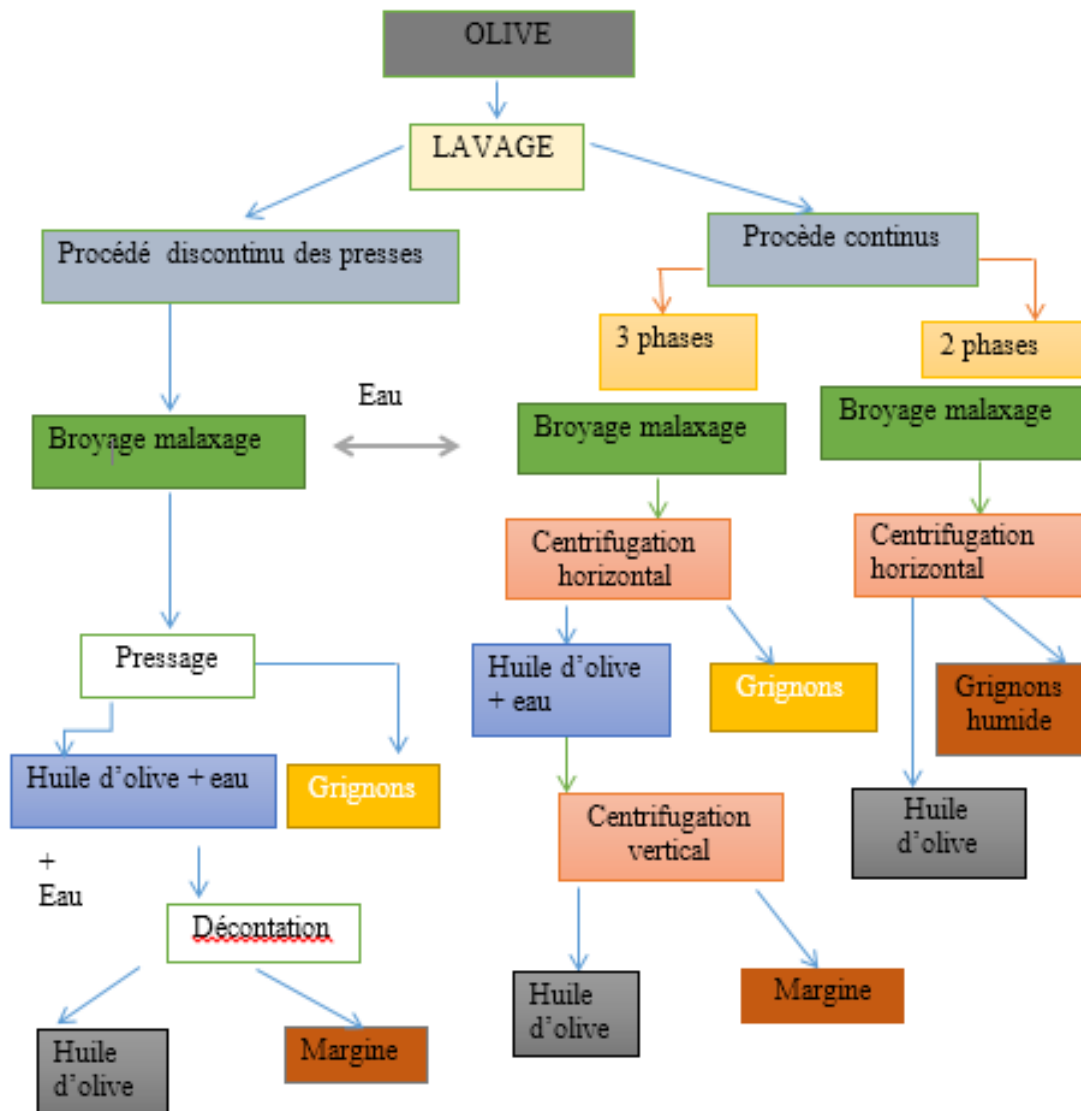 OLIVE
LAVAGE
Procédé discontinu des presses
Procède continus
3 phases
2 phases
Eau
Broyage malaxage
Broyage malaxage
Broyage malaxage
Centrifugation
horizontal
Centrifugation
horizontal
Pressage
Huile d’olive
+ eau
Grignons
Grignons
humide
Huile d’olive + eau
Grignons
Huile
d’olive
Centrifugation
vertical
+
Eau
Décontation
Huile
d’olive
Margine
Huile
d’olive
Margine